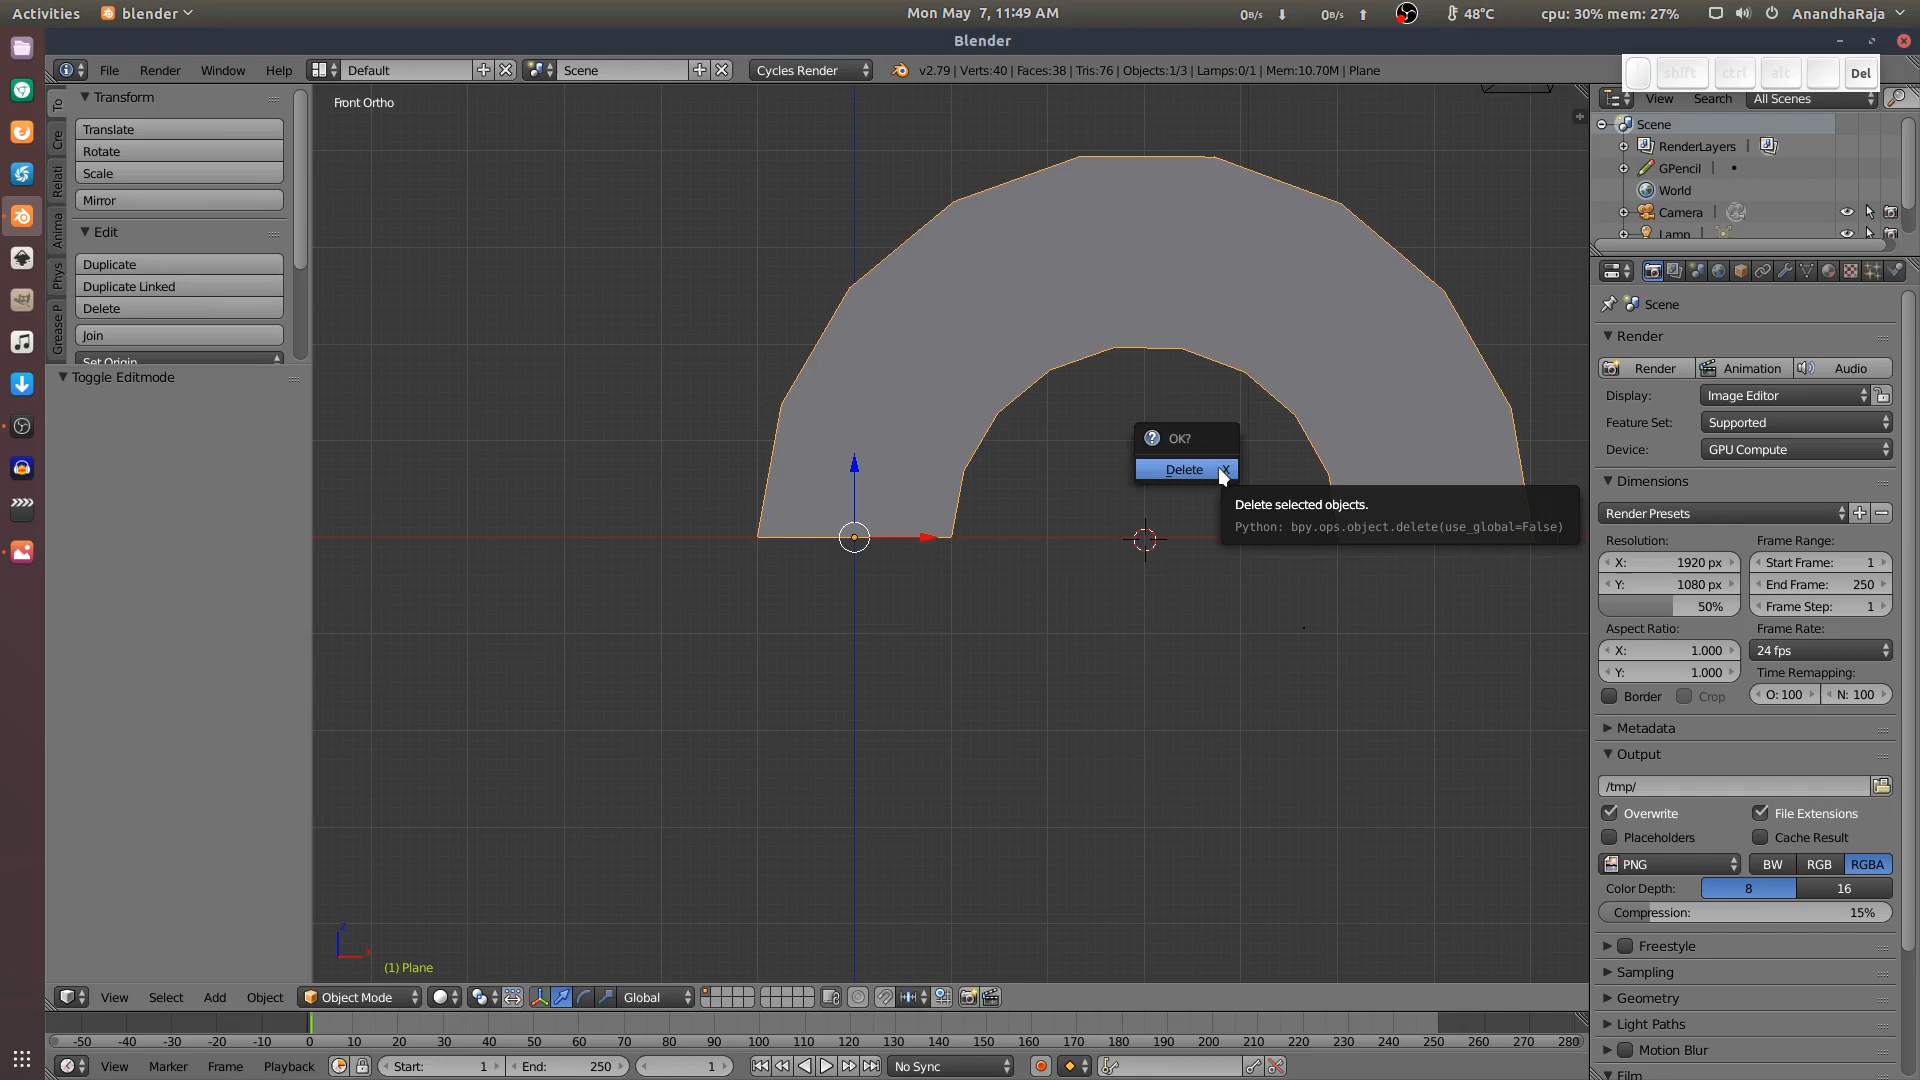 Activities
blender
Mon May 7, 11:49 AM
0B/s
0B/s
48°C
cpu: 30% mem: 27%
AnandhaRaja
Blender
File
Render
Window
Help
Default
Scene
Cycles Render
v2.79 | Verts:40 | Faces:38 | Tris:76 | Objects:1/3 | Lamps:0/1 | Mem:10.70M | Plane
shift
ctrl
alt
Del
To
Cre
Relati
Anima
Phys
Grease P
Transform
Translate
Rotate
Scale
Mirror
Edit
Duplicate
Duplicate Linked
Delete
Join
Set Origin
Toggle Editmode
Front Ortho
OK?
Delete X
Delete selected objects.
Python: bpy.ops.object.delete(use_global=False)
z
x
(1) Plane
View
Search
All Scenes
Scene
RenderLayers
GPencil
World
Camera
Lamp
Scene
Render
Render
Animation
Audio
Display:
Image Editor
Feature Set:
Supported
Device:
GPU Compute
Dimensions
Render Presets
Resolution:
Frame Range:
X: 1920 px
Start Frame: 1
Y: 1080 px
End Frame: 250
50%
Frame Step: 1
Aspect Ratio:
Frame Rate:
X: 1.000
24 fps
Y: 1.000
Time Remapping:
Border
Crop
O: 100
N: 100
Metadata
Output
/tmp/
Overwrite
File Extensions
Placeholders
Cache Result
PNG
BW
RGB
RGBA
Color Depth:
8
16
Compression: 15%
Freestyle
Sampling
Geometry
Light Paths
Motion Blur
Film
View
Select
Add
Object
Object Mode
Global
-50 -40 -30 -20 -10 0 10 20 30 40 50 60 70 80 90 100 110 120 130 140 150 160 170 180 190 200 210 220 230 240 250 260 270 280
View
Marker
Frame
Playback
Start: 1
End: 250
1
No Sync